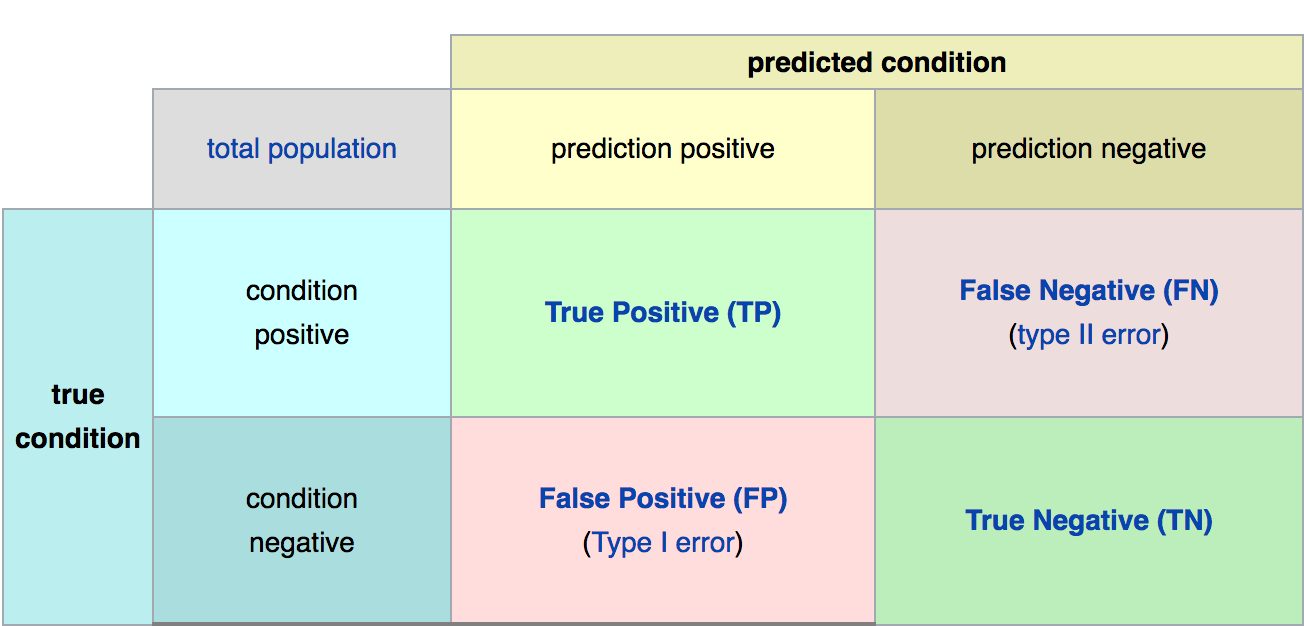 predicted condition
total population
prediction positive
prediction negative
true
condition
condition
positive
True Positive (TP)
False Negative (FN)
(type II error)
condition
negative
False Positive (FP)
(Type I error)
True Negative (TN)